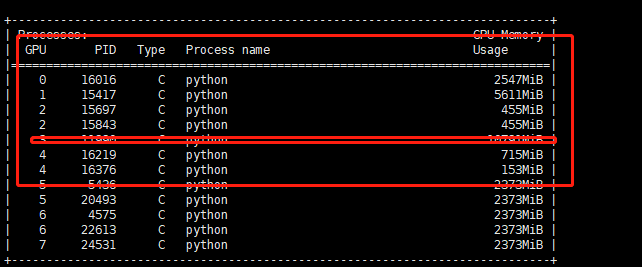 Processes: GPU Memory
GPU PID Type Process name Usage
0 16016 C python 2547MiB
1 15417 C python 5611MiB
2 15697 C python 455MiB
2 15843 C python 455MiB
4 16219 C python 715MiB
4 16376 C python 153MiB
5 5436 C python 2373MiB
5 20493 C python 2373MiB
6 4575 C python 2373MiB
6 22613 C python 2373MiB
7 24531 C python 2373MiB